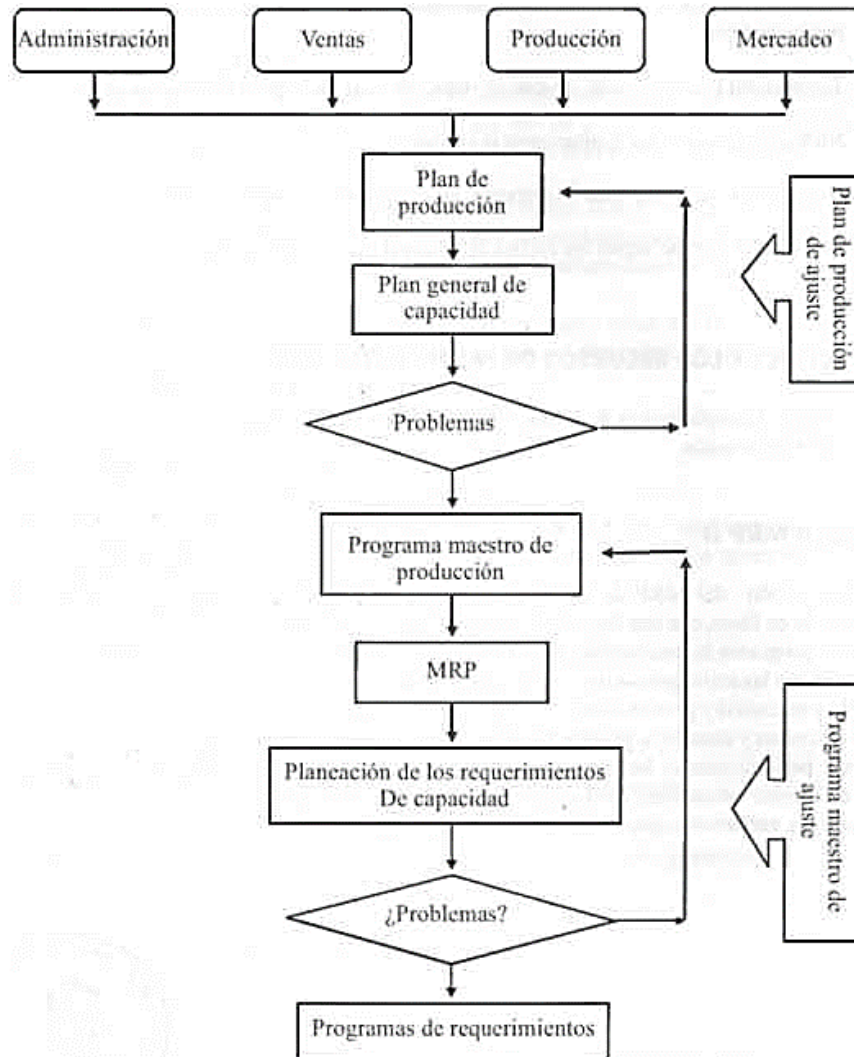 Administración
Ventas
Producción
Mercadeo
Plan de
producción
Plan general de
capacidad
Plan de producción
de ajuste
Problemas
Programa maestro de
producción
MRP
Planeación de los requerimientos
De capacidad
Programa maestro de
ajuste
¿Problemas?
Programas de requerimientos